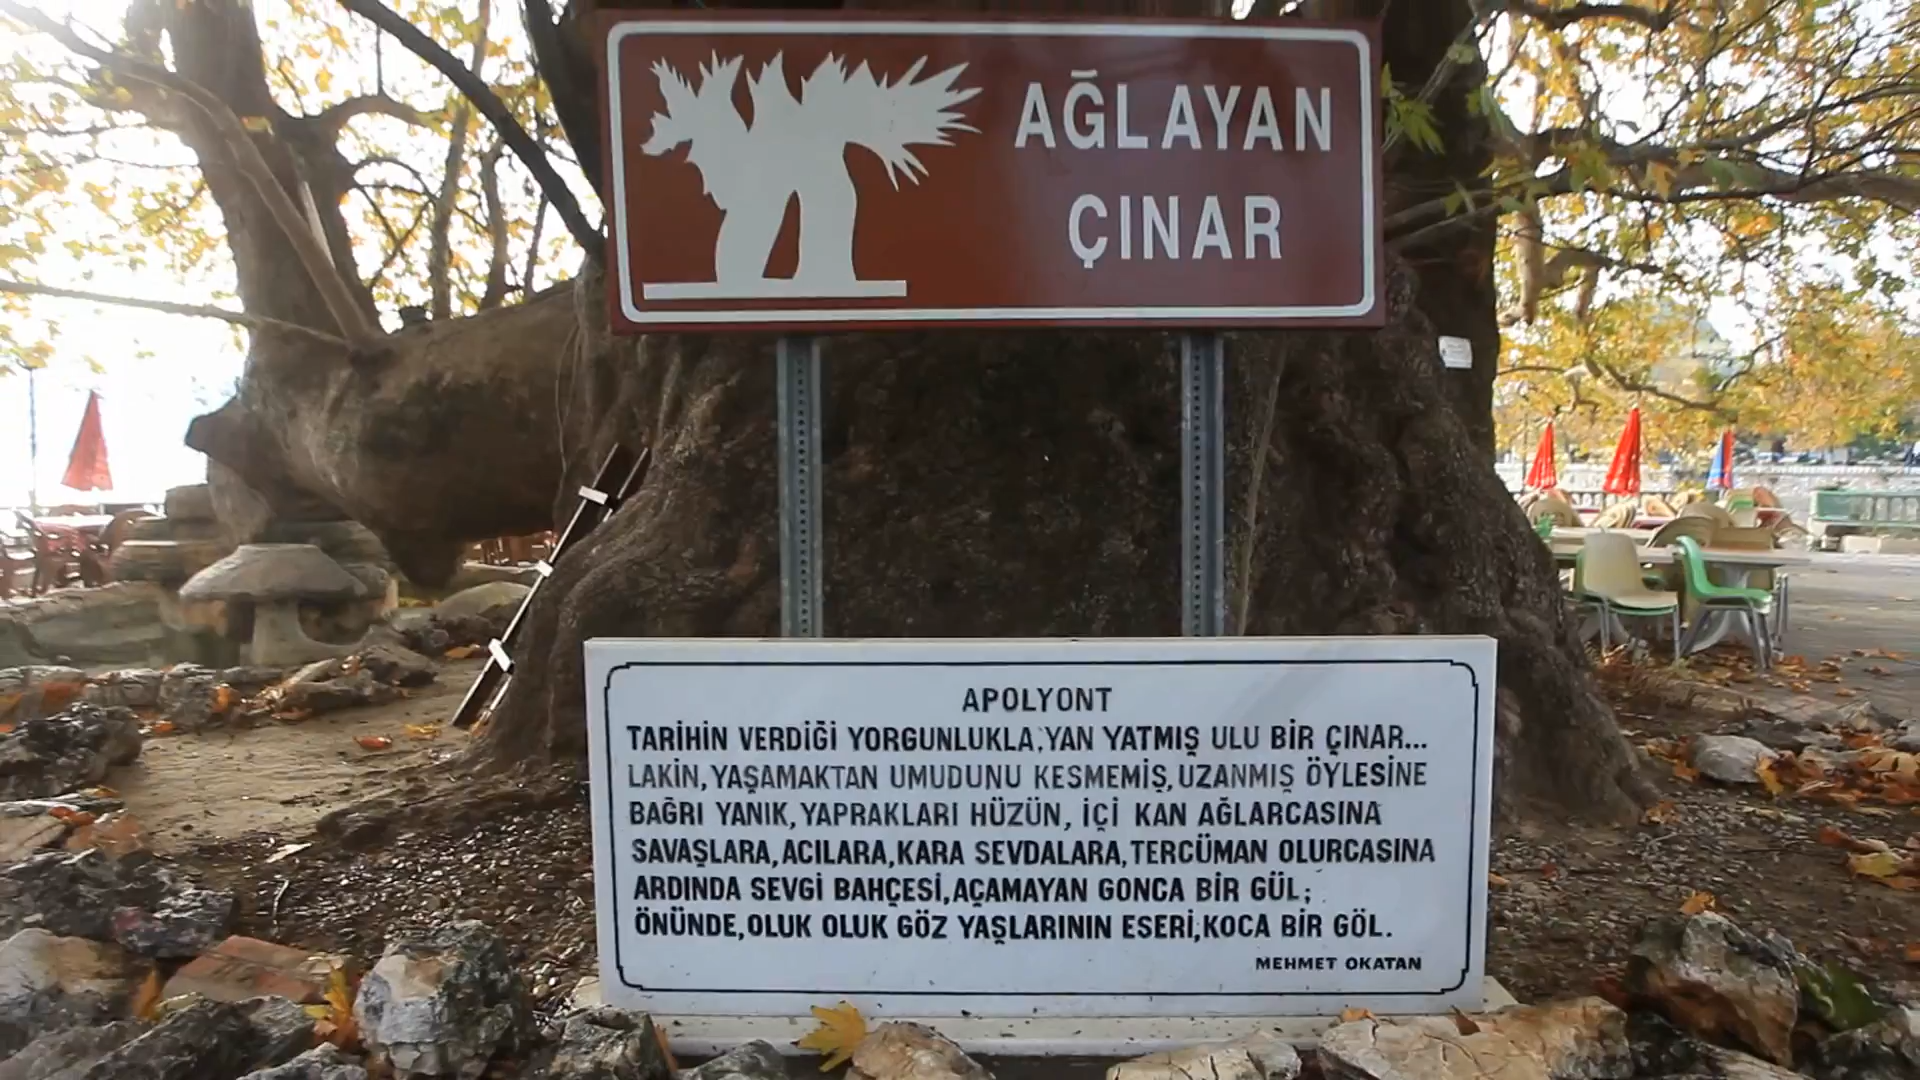 AĞLAYAN
ÇINAR
APOLYONT
TARİHİN VERDİĞİ YORGUNLUKLA,YAN YATMIŞ ULU BİR ÇINAR...
LAKİN,YAŞAMAKTAN UMUDUNU KESMEMİŞ,UZANMIŞ ÖYLESİNE
BAĞRI YANIK,YAPRAKLARI HÜZÜN, İÇİ KAN AĞLARCASINA
SAVAŞLARA,ACILARA,KARA SEVDALARA,TERCÜMAN OLURCASINA
ARDINDA SEVGİ BAHÇESİ,AÇAMAYAN GONCA BİR GÜL;
ÖNÜNDE,OLUK OLUK GÖZ YAŞLARININ ESERİ,KOCA BİR GÖL.
MEHMET OKATAN